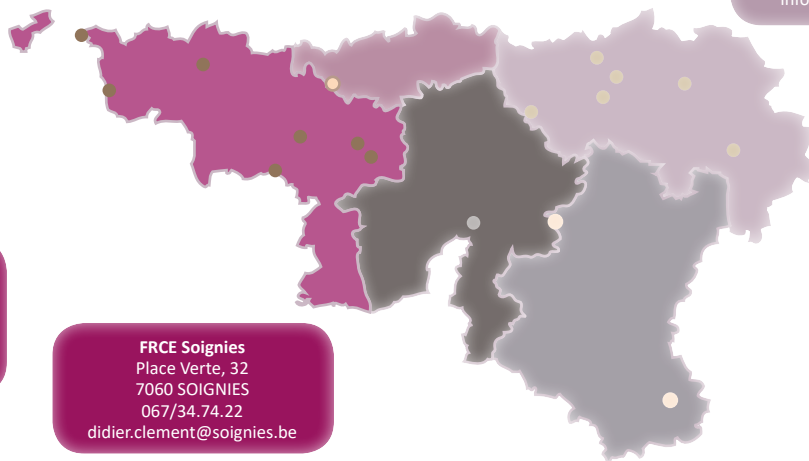 FRCE Soignies
Place Verte, 32
7060 SOIGNIES
067/34.74.22
didier.clement@soignies.be